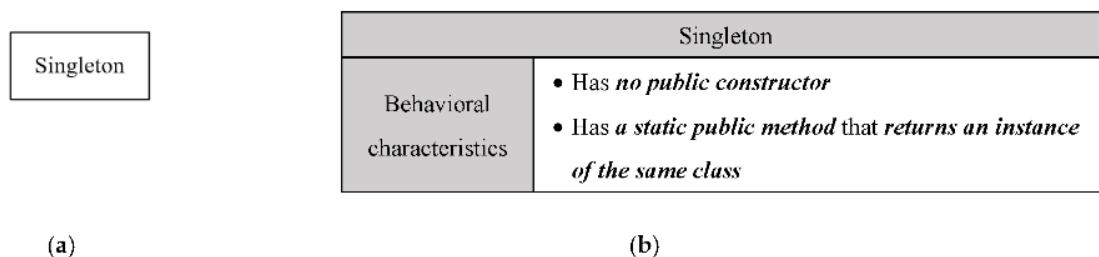 Singleton
Singleton
Behavioral
characteristics
• Has no public constructor
• Has a static public method that returns an instance
of the same class
(a)
(b)